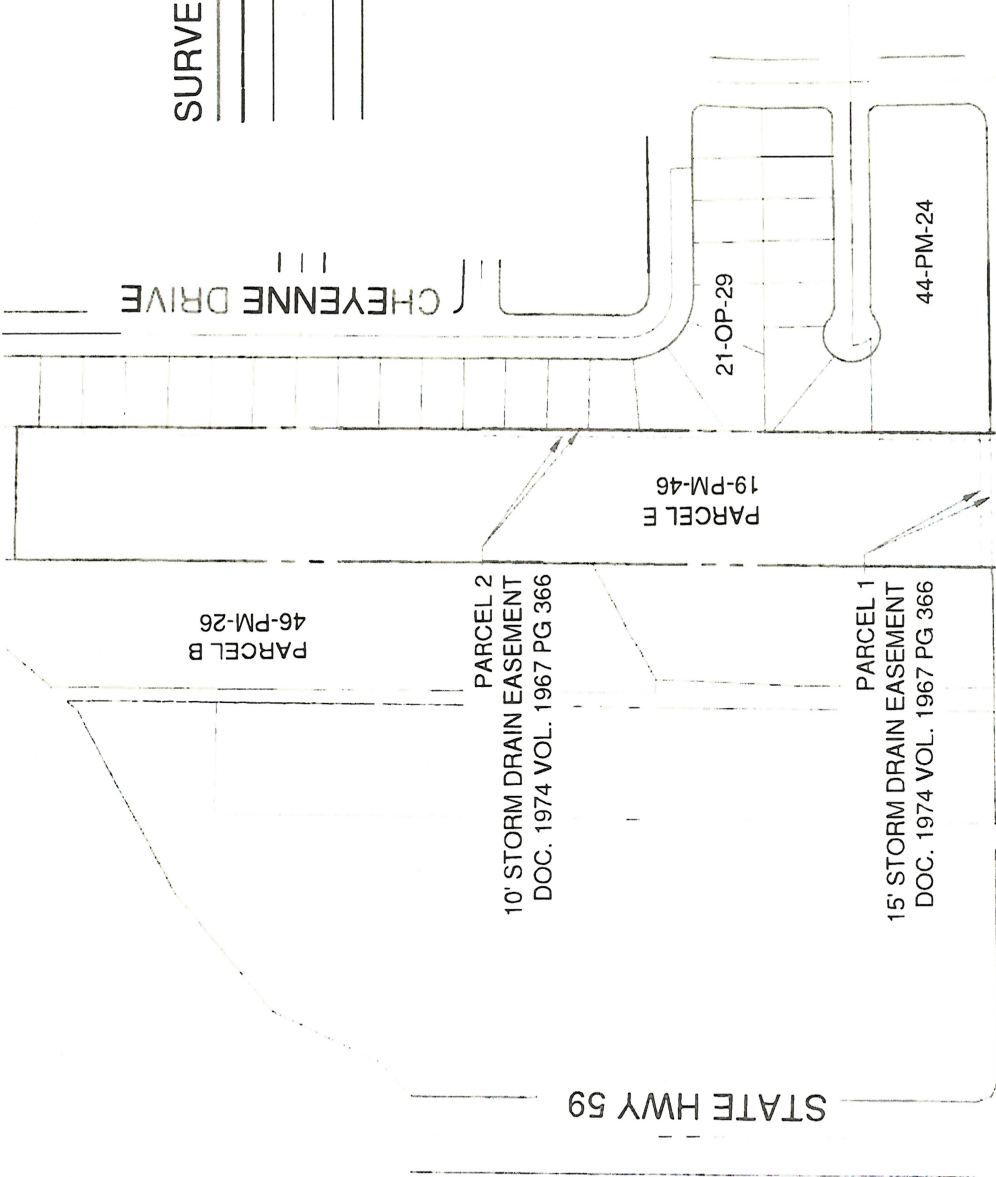 SURVE
CHEYENNE DRIVE
21-OP-29
44-PM-24
PARCEL E
19-PM-46
PARCEL B
46-PM-26
PARCEL 2
10' STORM DRAIN EASEMENT
DOC. 1974 VOL. 1967 PG 366
PARCEL 1
15' STORM DRAIN EASEMENT
DOC. 1974 VOL. 1967 PG 366
STATE HWY 59